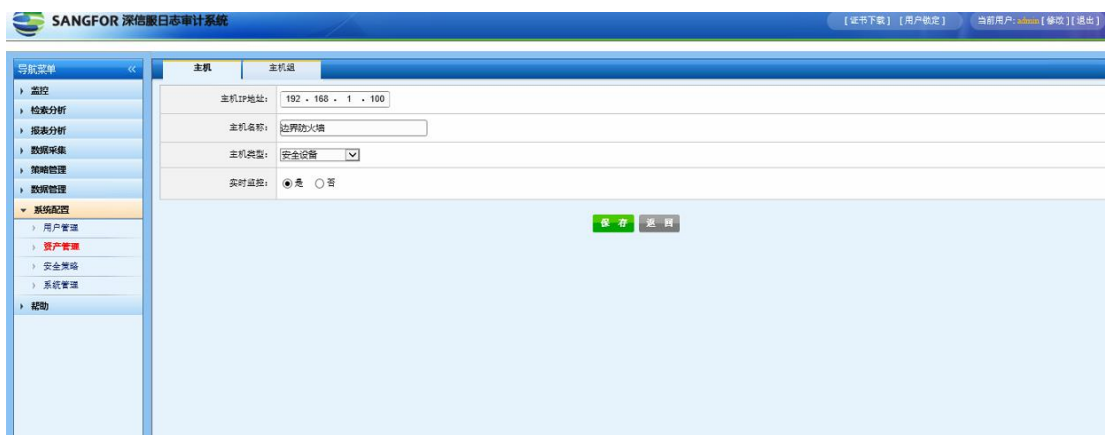 SANGFOR 深信服日志审计系统
[证书下载] [用户锁定] 当前用户:admin[修改][退出]
导航菜单 «
主机 主机组
监控
检索分析
报表分析
数据采集
策略管理
数据管理
系统配置
用户管理
资产管理
安全策略
系统管理
帮助
主机IP地址: 192 . 168 . 1 . 100
主机名称: 边界防火墙
主机类型: 安全设备
实时监控: 是 否
保 存 返 回